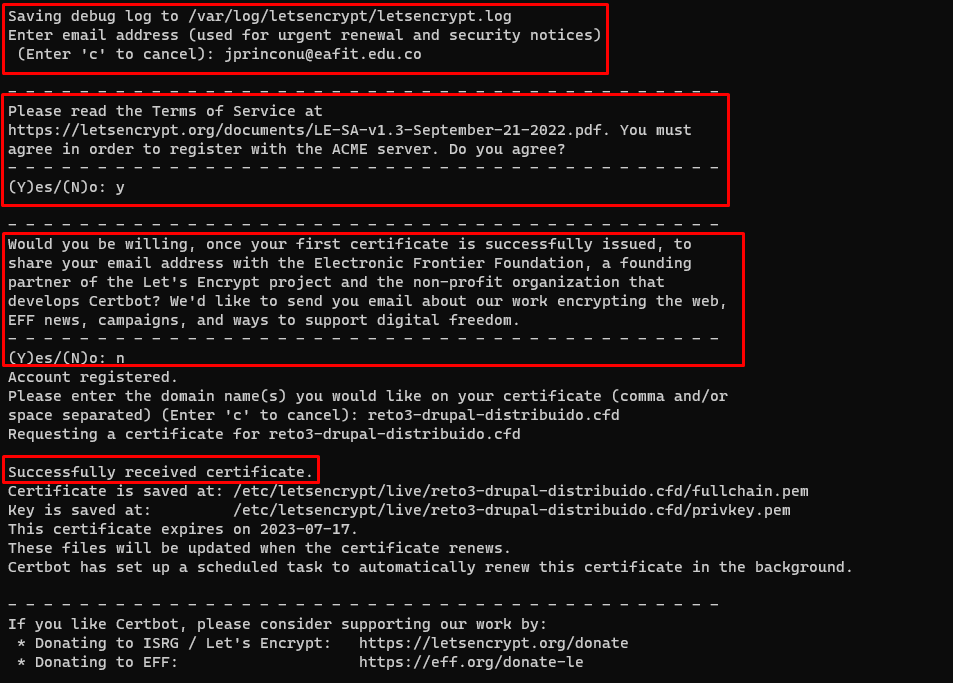 Saving debug log to /var/log/letsencrypt/letsencrypt.log
Enter email address (used for urgent renewal and security notices)
 (Enter 'c' to cancel): jprinconu@eafit.edu.co
- - - - - - - - - - - - - - - - - - - - - - - - - - - - - - - - - - - - - - - -
Please read the Terms of Service at
https://letsencrypt.org/documents/LE-SA-v1.3-September-21-2022.pdf. You must
agree in order to register with the ACME server. Do you agree?
- - - - - - - - - - - - - - - - - - - - - - - - - - - - - - - - - - - - - - - -
(Y)es/(N)o: y
- - - - - - - - - - - - - - - - - - - - - - - - - - - - - - - - - - - - - - - -
Would you be willing, once your first certificate is successfully issued, to
share your email address with the Electronic Frontier Foundation, a founding
partner of the Let's Encrypt project and the non-profit organization that
develops Certbot? We'd like to send you email about our work encrypting the web,
EFF news, campaigns, and ways to support digital freedom.
- - - - - - - - - - - - - - - - - - - - - - - - - - - - - - - - - - - - - - - -
(Y)es/(N)o: n
Account registered.
Please enter the domain name(s) you would like on your certificate (comma and/or
space separated) (Enter 'c' to cancel): reto3-drupal-distribuido.cfd
Requesting a certificate for reto3-drupal-distribuido.cfd
Successfully received certificate.
Certificate is saved at: /etc/letsencrypt/live/reto3-drupal-distribuido.cfd/fullchain.pem
Key is saved at:         /etc/letsencrypt/live/reto3-drupal-distribuido.cfd/privkey.pem
This certificate expires on 2023-07-17.
These files will be updated when the certificate renews.
Certbot has set up a scheduled task to automatically renew this certificate in the background.
- - - - - - - - - - - - - - - - - - - - - - - - - - - - - - - - - - - - - - - -
If you like Certbot, please consider supporting our work by:
 * Donating to ISRG / Let's Encrypt:   https://letsencrypt.org/donate
 * Donating to EFF:                    https://eff.org/donate-le